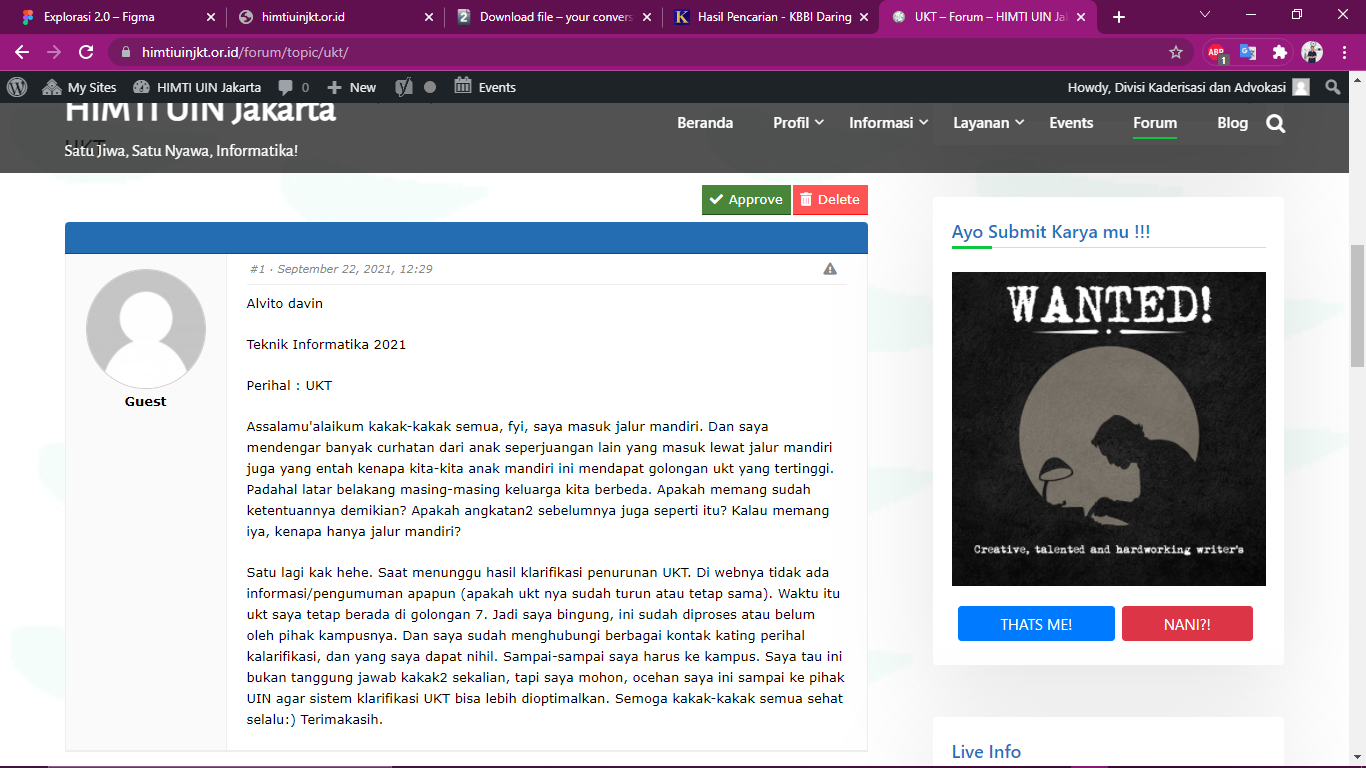 Explorasi 2.0 – Figma
himtiuinjkt.or.id
Download file – your convers
Hasil Pencarian - KBBI Daring
UKT – Forum – HIMTI UIN Ja
himtiuinjkt.or.id/forum/topic/ukt/
ABP
1
My Sites
HIMTI UIN Jakarta
0
New
Events
Howdy, Divisi Kaderisasi dan Advokasi
HIMTI UIN Jakarta
Satu Jiwa, Satu Nyawa, Informatika!
Beranda
Profil
Informasi
Layanan
Events
Forum
Blog
UKT
Approve
Delete
#1 · September 22, 2021, 12:29
Guest
Alvito davin
Teknik Informatika 2021
Perihal : UKT
Assalamu'alaikum kakak-kakak semua, fyi, saya masuk jalur mandiri. Dan saya
mendengar banyak curhatan dari anak seperjuangan lain yang masuk lewat jalur mandiri
juga yang entah kenapa kita-kita anak mandiri ini mendapat golongan ukt yang tertinggi.
Padahal latar belakang masing-masing keluarga kita berbeda. Apakah memang sudah
ketentuannya demikian? Apakah angkatan2 sebelumnya juga seperti itu? Kalau memang
iya, kenapa hanya jalur mandiri?
Satu lagi kak hehe. Saat menunggu hasil klarifikasi penurunan UKT. Di webnya tidak ada
informasi/pengumuman apapun (apakah ukt nya sudah turun atau tetap sama). Waktu itu
ukt saya tetap berada di golongan 7. Jadi saya bingung, ini sudah diproses atau belum
oleh pihak kampusnya. Dan saya sudah menghubungi berbagai kontak kating perihal
kalarifikasi, dan yang saya dapat nihil. Sampai-sampai saya harus ke kampus. Saya tau ini
bukan tanggung jawab kakak2 sekalian, tapi saya mohon, ocehan saya ini sampai ke pihak
UIN agar sistem klarifikasi UKT bisa lebih dioptimalkan. Semoga kakak-kakak semua sehat
selalu:) Terimakasih.
Ayo Submit Karya mu !!!
WANTED!
Creative, talented and hardworking writer's
THATS ME!
NANI?!
Live Info